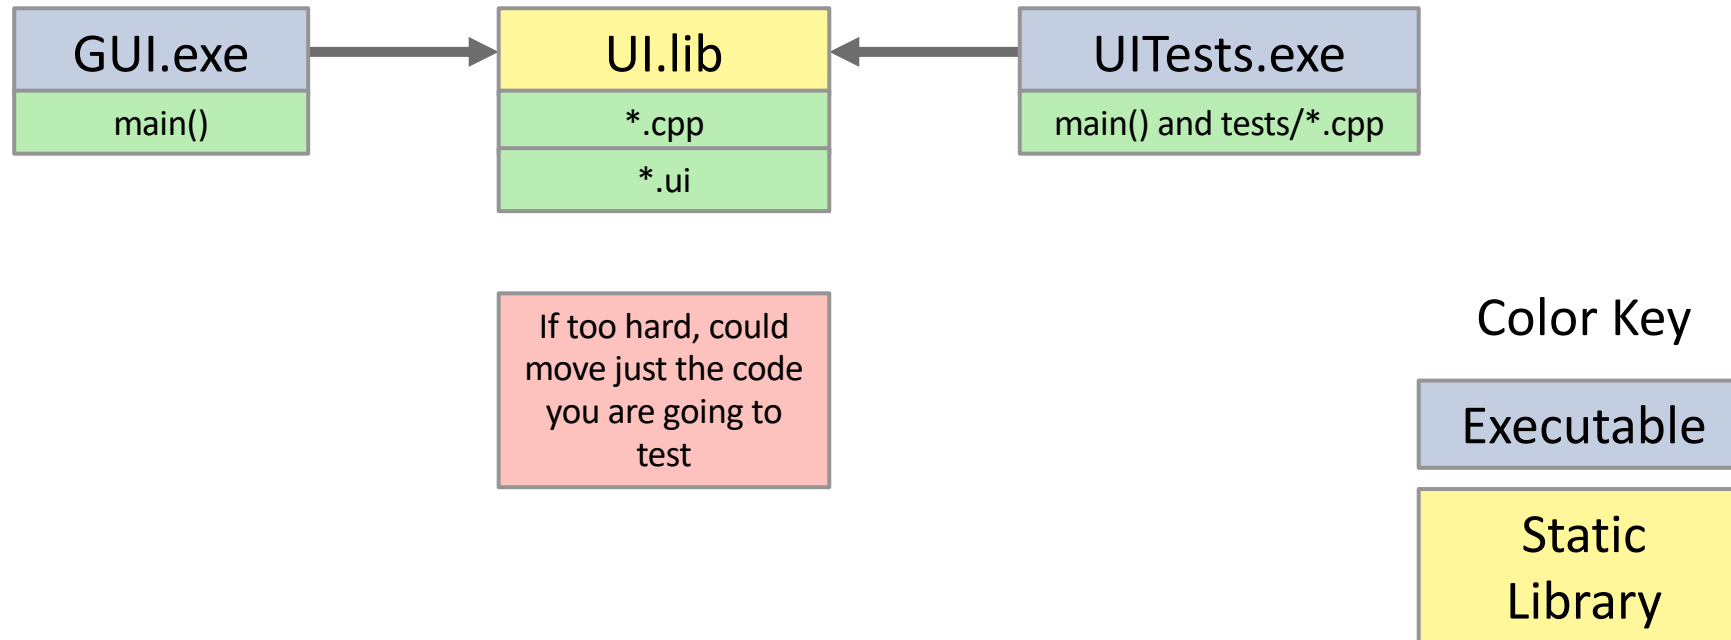 GUI.exe
main()
UI.lib
*.cpp
*.ui
UITests.exe
main() and tests/*.cpp
If too hard, could
move just the code
you are going to
test
Color Key
Executable
Static
Library